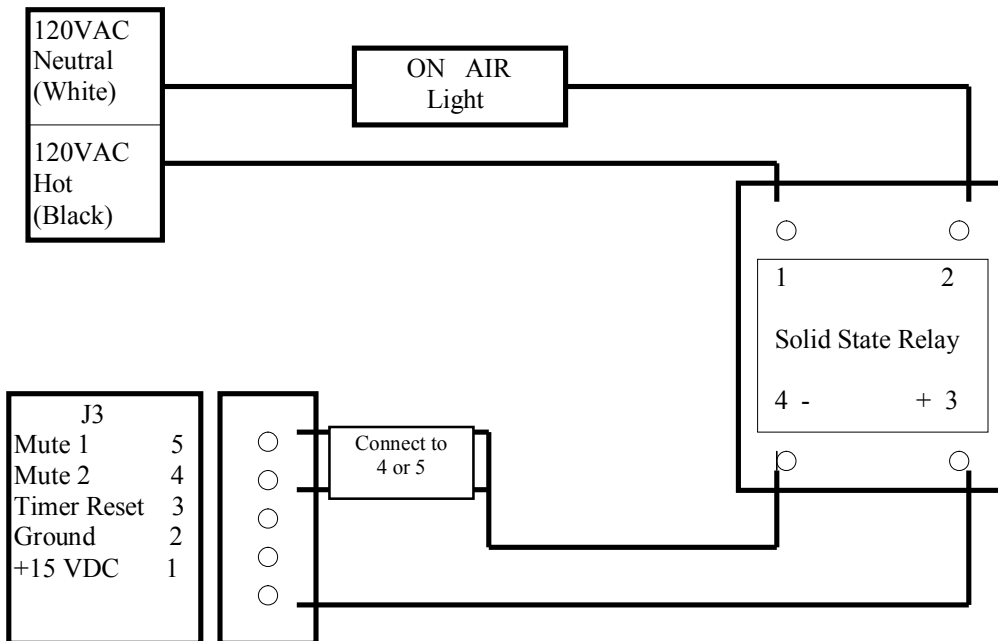 120VAC
Neutral
(White)
120VAC
Hot
(Black)
ON AIR
Light
1 2
Solid State Relay
4 - + 3
J3
Mute 1 5
Mute 2 4
Timer Reset 3
Ground 2
+15 VDC 1
Connect to
4 or 5